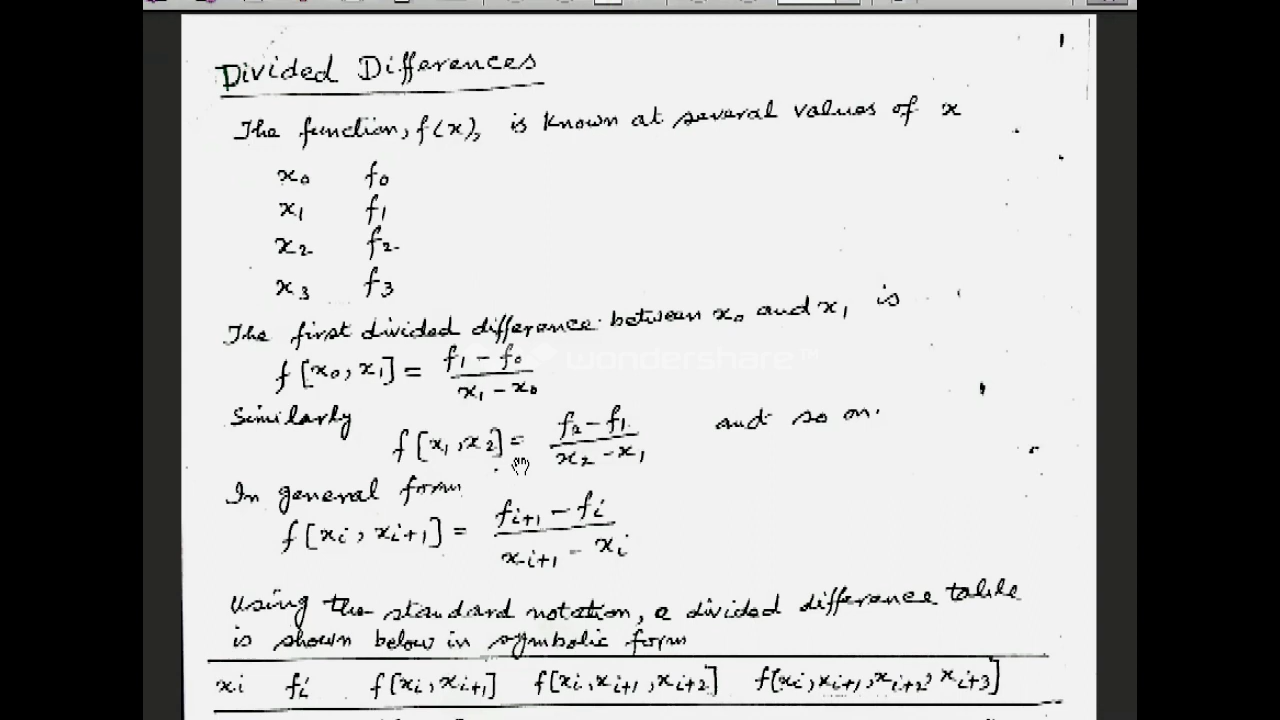 1
Divided Differences
The function, f(x), is known at several values of x
x₀ f₀
x₁ f₁
x₂ f₂
x₃ f₃
The first divided difference between x₀ and x₁ is
f[x₀, x₁] = (f₁ - f₀)/(x₁ - x₀)
wondershare™
Similarly f[x₁, x₂] = (f₂ - f₁)/(x₂ - x₁) and so on.
In general form
f[xᵢ, xᵢ₊₁] = (fᵢ₊₁ - fᵢ)/(xᵢ₊₁ - xᵢ)
Using the standard notation, a divided difference table
is shown below in symbolic form
xᵢ fᵢ f[xᵢ, xᵢ₊₁] f[xᵢ, xᵢ₊₁, xᵢ₊₂] f[xᵢ, xᵢ₊₁, xᵢ₊₂, xᵢ₊₃]